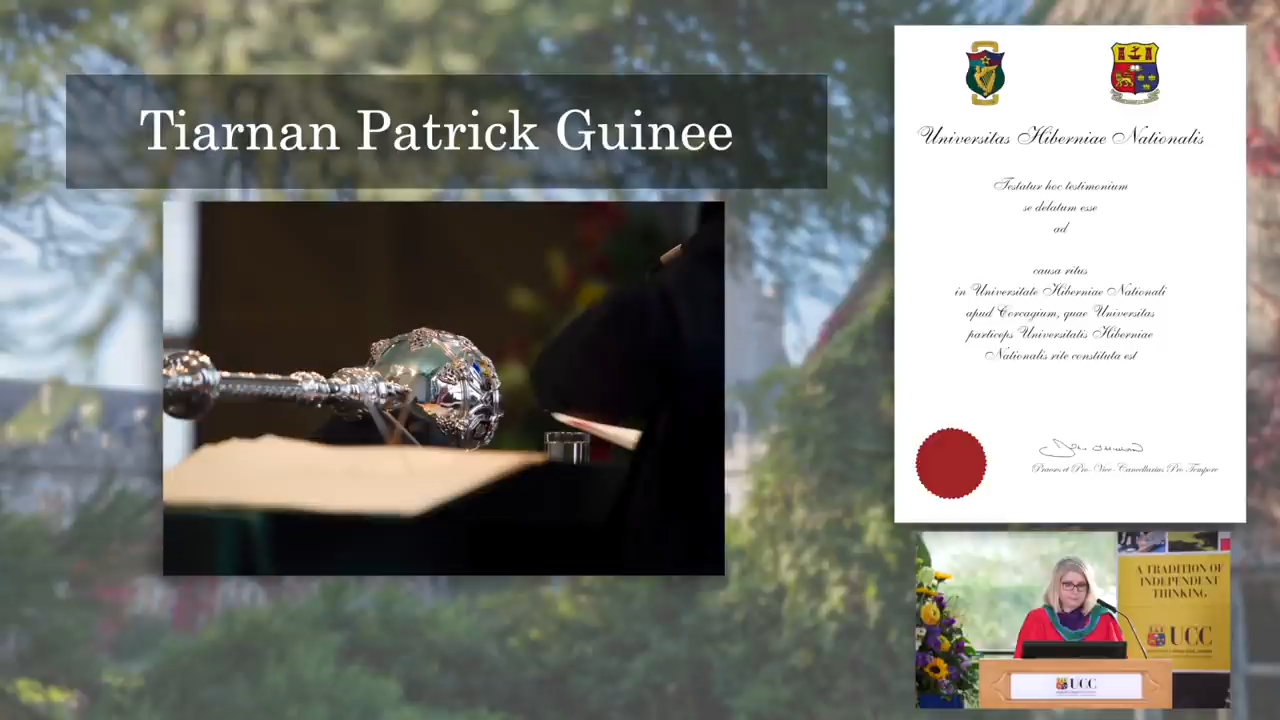 Tiarnan Patrick Guinee
Universitas Hiberniae Nationalis
Testatur hoc testimonium
se delatum esse
ad
causa ritus
in Universitate Hiberniae Nationali
apud Corcagium, quae Universitas
particeps Universitatis Hiberniae
Nationalis rite constituta est
Praeses et Pro-Vice-Cancellarius Pro Tempore
A TRADITION OF
INDEPENDENT
THINKING
UCC
UCC